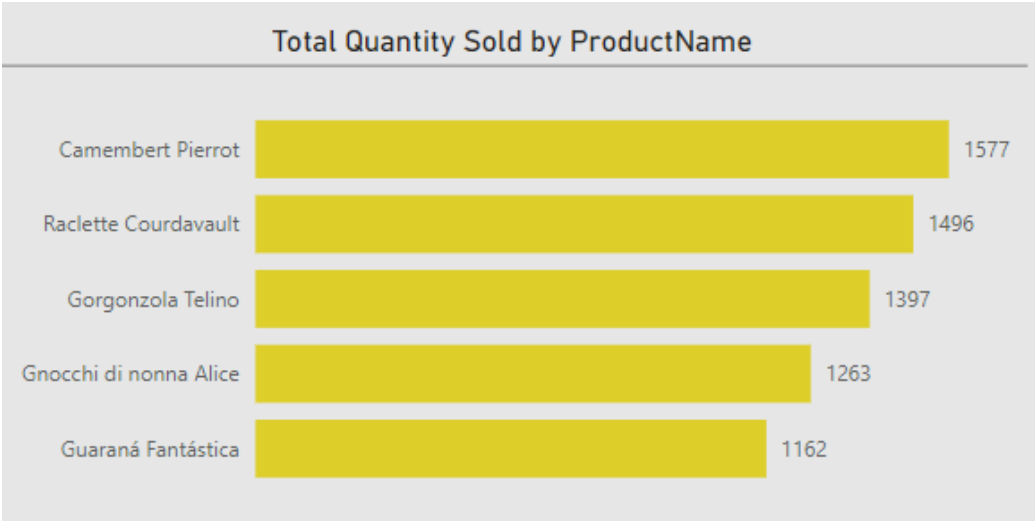 Total Quantity Sold by ProductName
Camembert Pierrot 1577
Raclette Courdavault 1496
Gorgonzola Telino 1397
Gnocchi di nonna Alice 1263
Guaraná Fantástica 1162